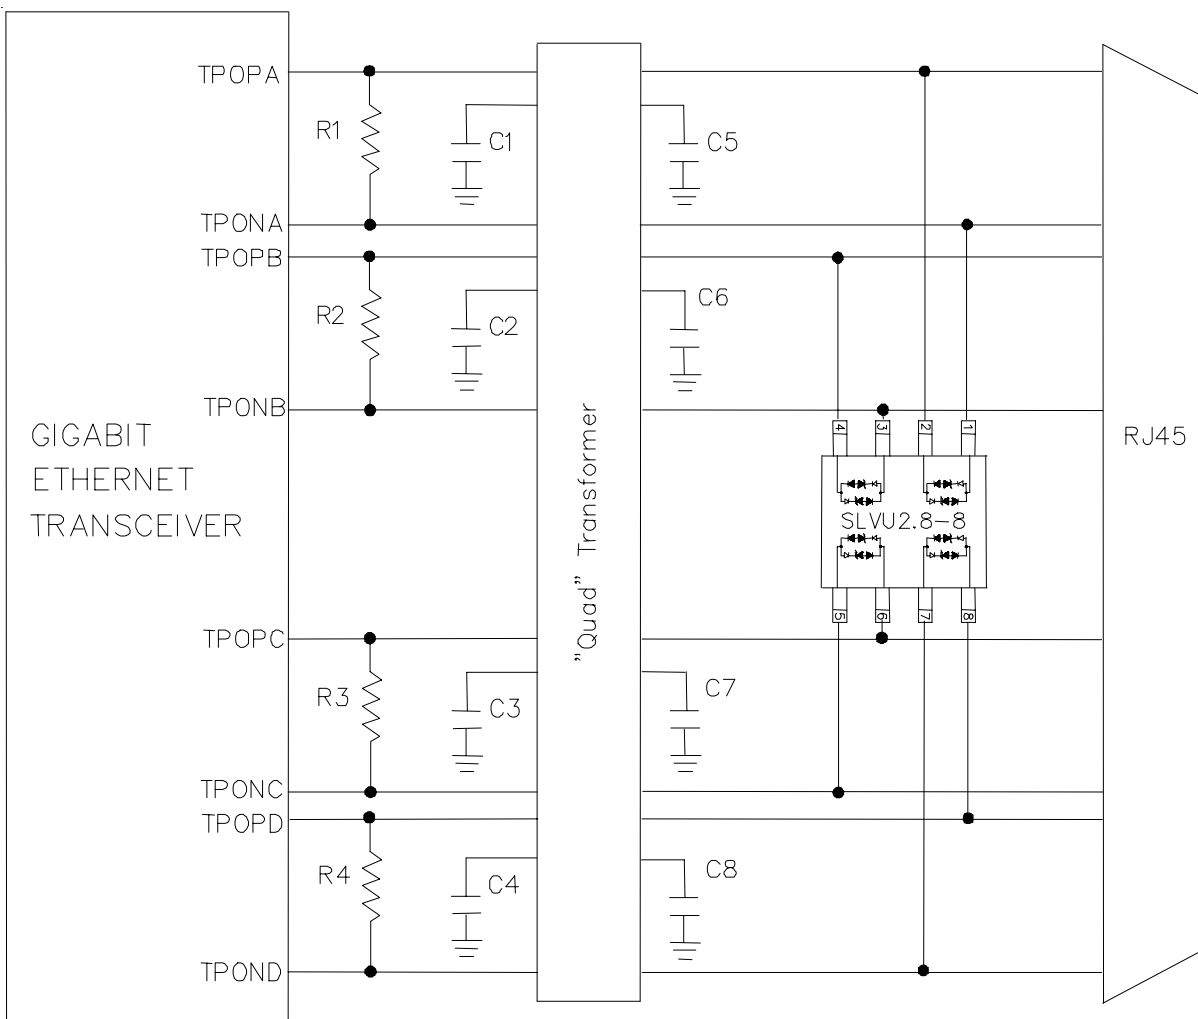 TPOPA
R1
C1
C5
TPONA
TPOPB
R2
C2
C6
TPONB
GIGABIT
ETHERNET
TRANSCEIVER
"Quad" Transformer
4 3 2 1
RJ45
SLVU2.8-8
5 6 7 8
TPOPC
R3
C3
C7
TPONC
TPOPD
R4
C4
C8
TPOND